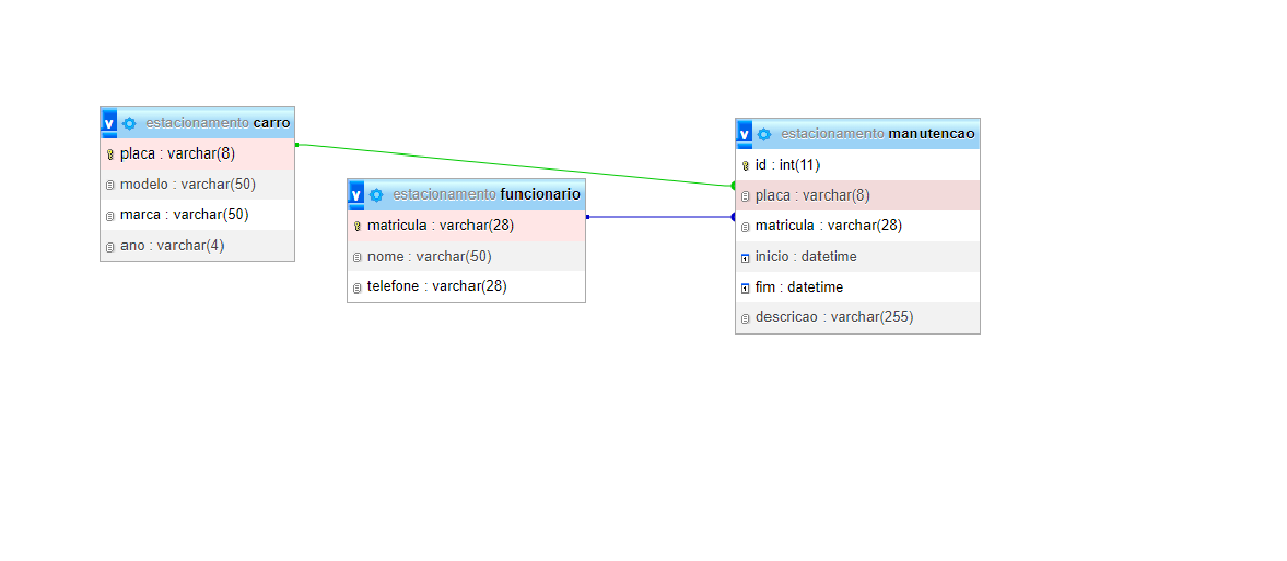 estacionamento carro
placa : varchar(8)
modelo : varchar(50)
marca : varchar(50)
ano : varchar(4)
estacionamento funcionario
matricula : varchar(28)
nome : varchar(50)
telefone : varchar(28)
estacionamento manutencao
id : int(11)
placa : varchar(8)
matricula : varchar(28)
inicio : datetime
fim : datetime
descricao : varchar(255)